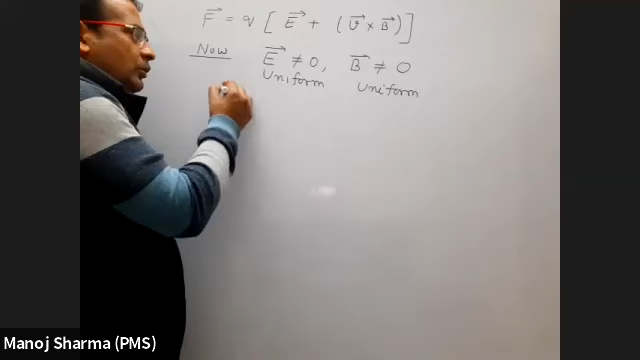 F⃗ = q [ E⃗ + (v⃗ × B⃗) ]
Now E⃗ ≠ 0, B⃗ ≠ 0
Uniform Uniform
Manoj Sharma (PMS)